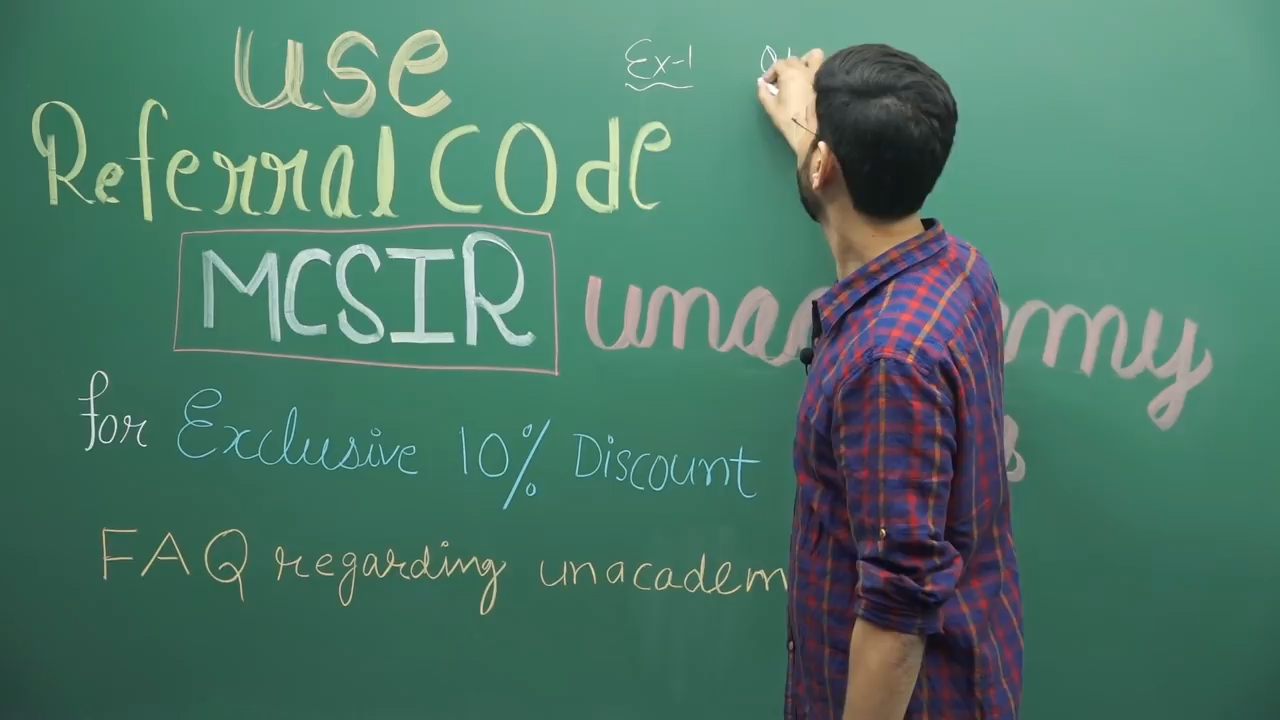 Ex-1
use
Referral COde
MCSIR
for Exclusive 10% Discount
FAQ regarding